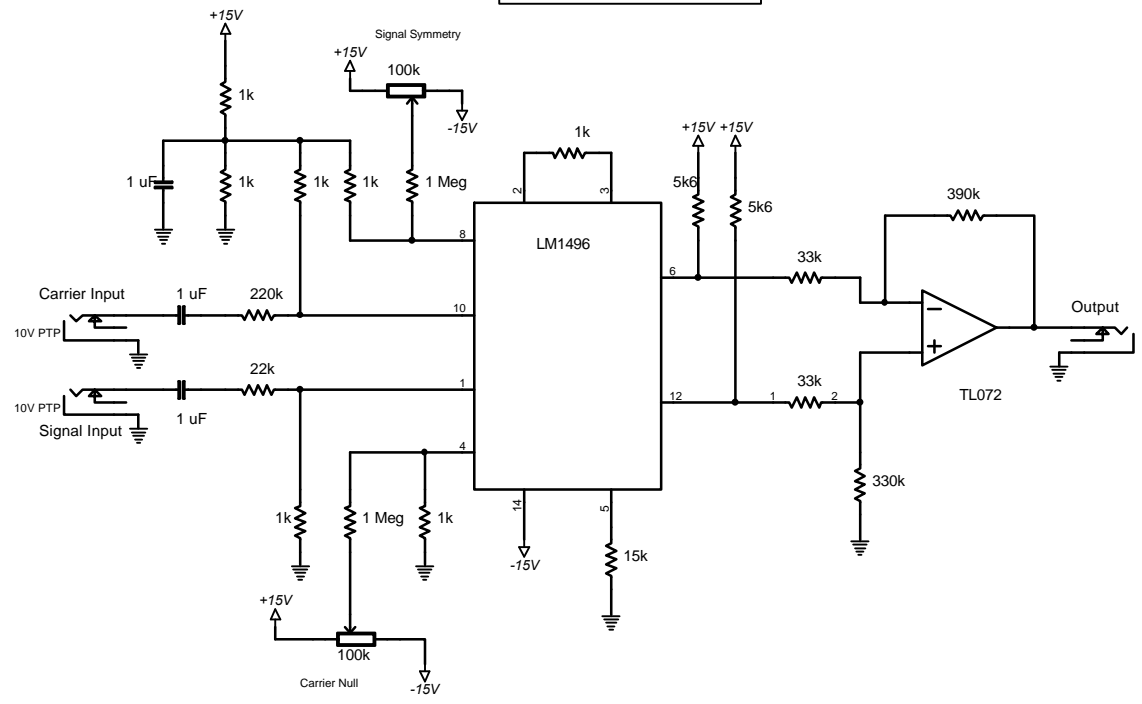 +15V
Signal Symmetry
+15V
100k
1k
-15V
+15V
+15V
1k
1 uF
1k
1k
1k
1 Meg
2
3
5k6
5k6
390k
8
LM1496
6
33k
Carrier Input
1 uF
220k
10
10V PTP
Output
22k
1
33k
12
1
2
TL072
10V PTP
1 uF
Signal Input
4
330k
1k
1 Meg
1k
14
5
-15V
15k
+15V
100k
-15V
Carrier Null